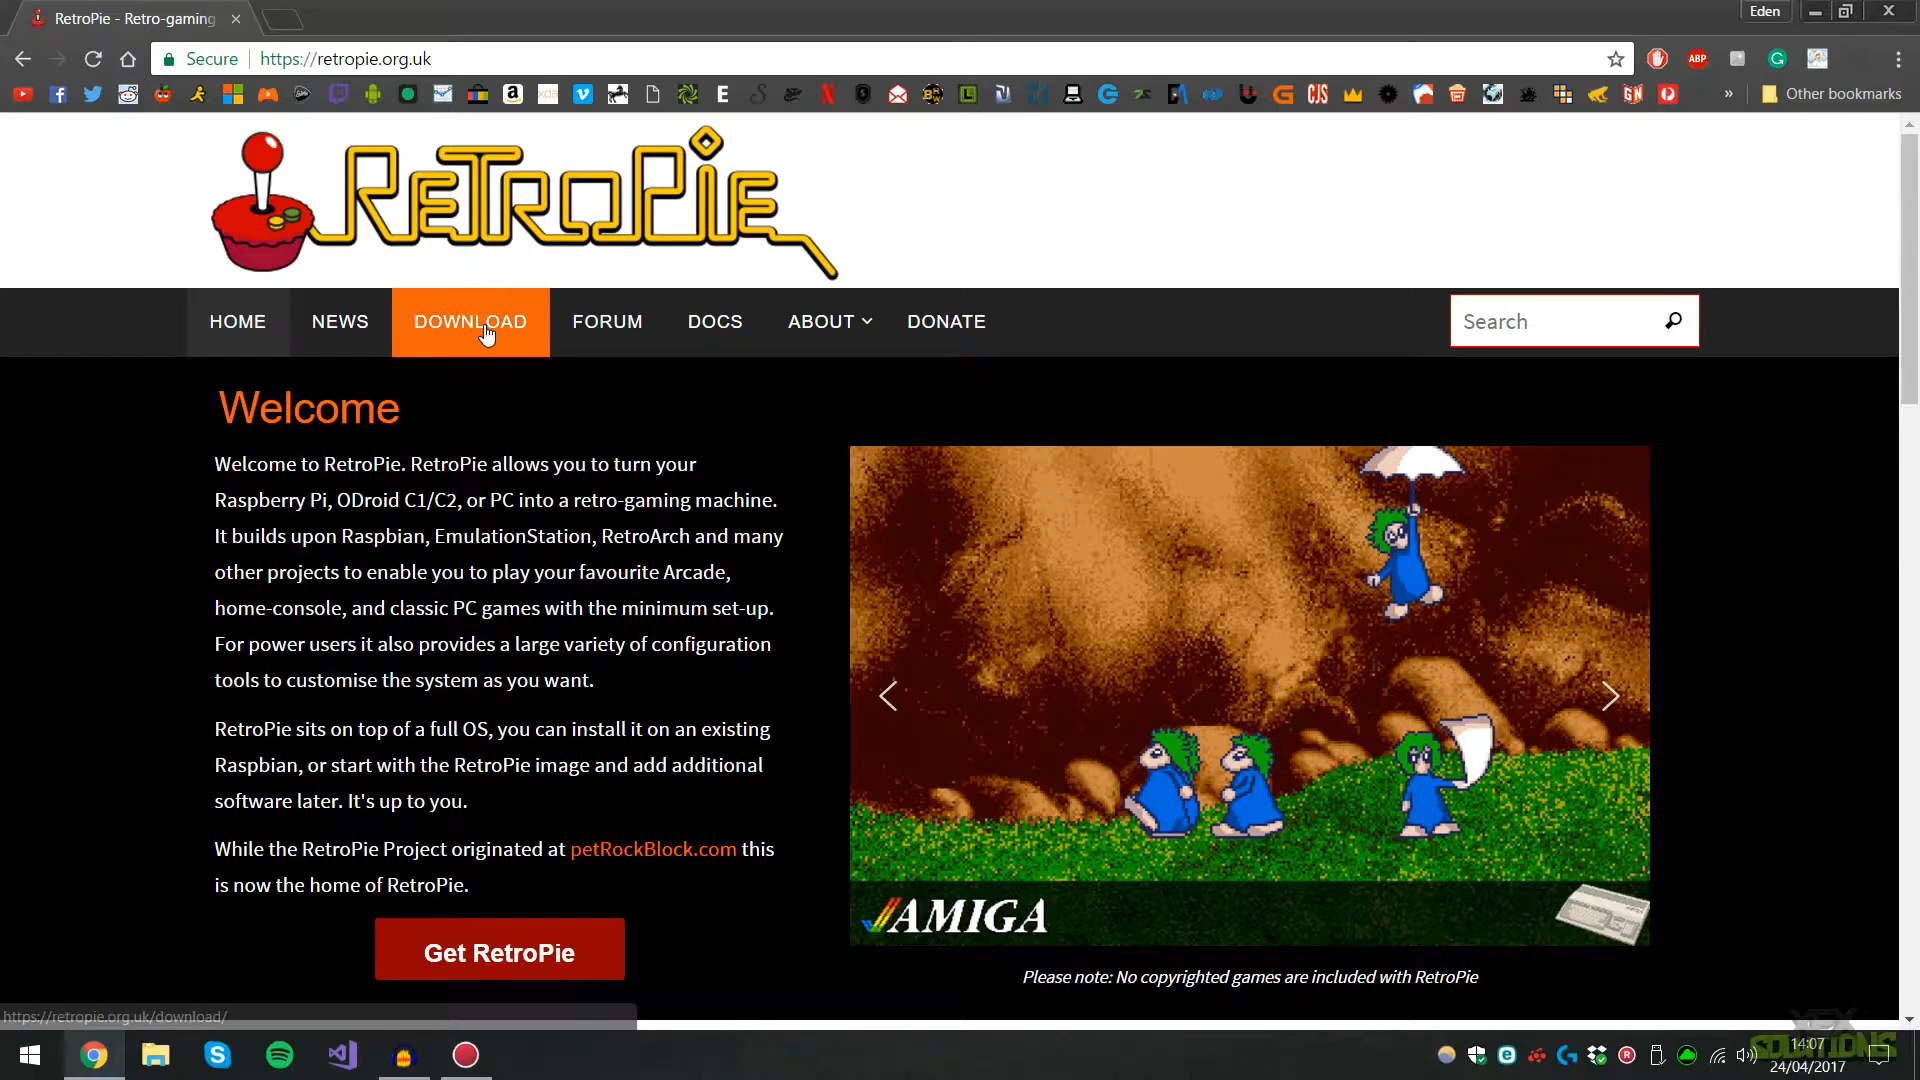 RetroPie - Retro-gaming
Eden
Secure
https://retropie.org.uk
ABP
CJS
GN
Other bookmarks
RETROPIE
HOME
NEWS
DOWNLOAD
FORUM
DOCS
ABOUT
DONATE
Search
Welcome
Welcome to RetroPie. RetroPie allows you to turn your
Raspberry Pi, ODroid C1/C2, or PC into a retro-gaming machine.
It builds upon Raspbian, EmulationStation, RetroArch and many
other projects to enable you to play your favourite Arcade,
home-console, and classic PC games with the minimum set-up.
For power users it also provides a large variety of configuration
tools to customise the system as you want.
RetroPie sits on top of a full OS, you can install it on an existing
Raspbian, or start with the RetroPie image and add additional
software later. It's up to you.
While the RetroPie Project originated at petRockBlock.com this
is now the home of RetroPie.
Get RetroPie
AMIGA
Please note: No copyrighted games are included with RetroPie
https://retropie.org.uk/download/
SOLUTIONS
14:07
24/04/2017